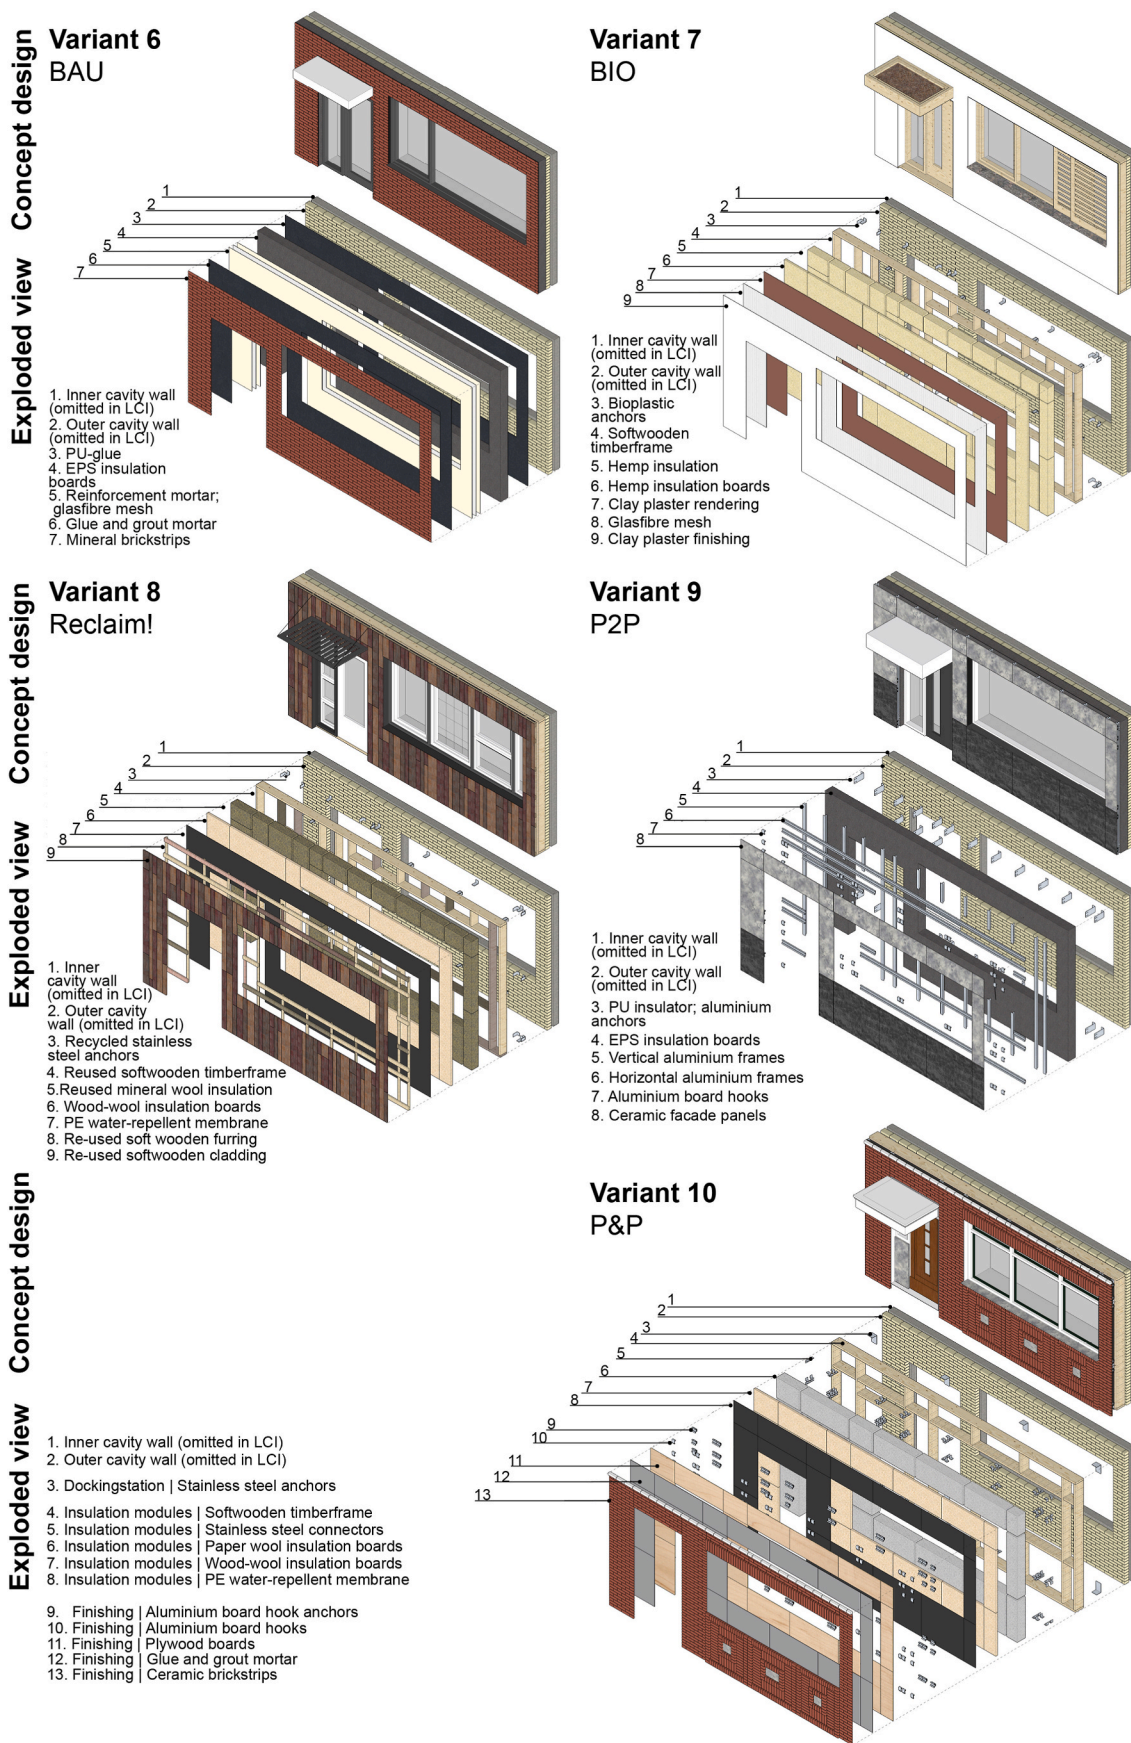 Concept design
Exploded view
Variant 6
BAU
1
2
3
4
5
6
7
1. Inner cavity wall
(omitted in LCI)
2. Outer cavity wall
(omitted in LCI)
3. PU-glue
4. EPS insulation
boards
5. Reinforcement mortar;
glasfibre mesh
6. Glue and grout mortar
7. Mineral brickstrips
Variant 7
BIO
1
2
3
4
5
6
7
8
9
1. Inner cavity wall
(omitted in LCI)
2. Outer cavity wall
(omitted in LCI)
3. Bioplastic
anchors
4. Softwooden
timberframe
5. Hemp insulation
6. Hemp insulation boards
7. Clay plaster rendering
8. Glasfibre mesh
9. Clay plaster finishing
Concept design
Exploded view
Variant 8
Reclaim!
1
2
3
4
5
6
7
8
9
1. Inner
cavity wall
(omitted in LCI)
2. Outer cavity
wall (omitted in LCI)
3. Recycled stainless
steel anchors
4. Reused softwooden timberframe
5.Reused mineral wool insulation
6. Wood-wool insulation boards
7. PE water-repellent membrane
8. Re-used soft wooden furring
9. Re-used softwooden cladding
Variant 9
P2P
1
2
3
4
5
6
7
8
1. Inner cavity wall
(omitted in LCI)
2. Outer cavity wall
(omitted in LCI)
3. PU insulator; aluminium
anchors
4. EPS insulation boards
5. Vertical aluminium frames
6. Horizontal aluminium frames
7. Aluminium board hooks
8. Ceramic facade panels
Concept design
Exploded view
Variant 10
P&P
1
2
3
4
5
6
7
8
9
10
11
12
13
1. Inner cavity wall (omitted in LCI)
2. Outer cavity wall (omitted in LCI)
3. Dockingstation | Stainless steel anchors
4. Insulation modules | Softwooden timberframe
5. Insulation modules | Stainless steel connectors
6. Insulation modules | Paper wool insulation boards
7. Insulation modules | Wood-wool insulation boards
8. Insulation modules | PE water-repellent membrane
9. Finishing | Aluminium board hook anchors
10. Finishing | Aluminium board hooks
11. Finishing | Plywood boards
12. Finishing | Glue and grout mortar
13. Finishing | Ceramic brickstrips